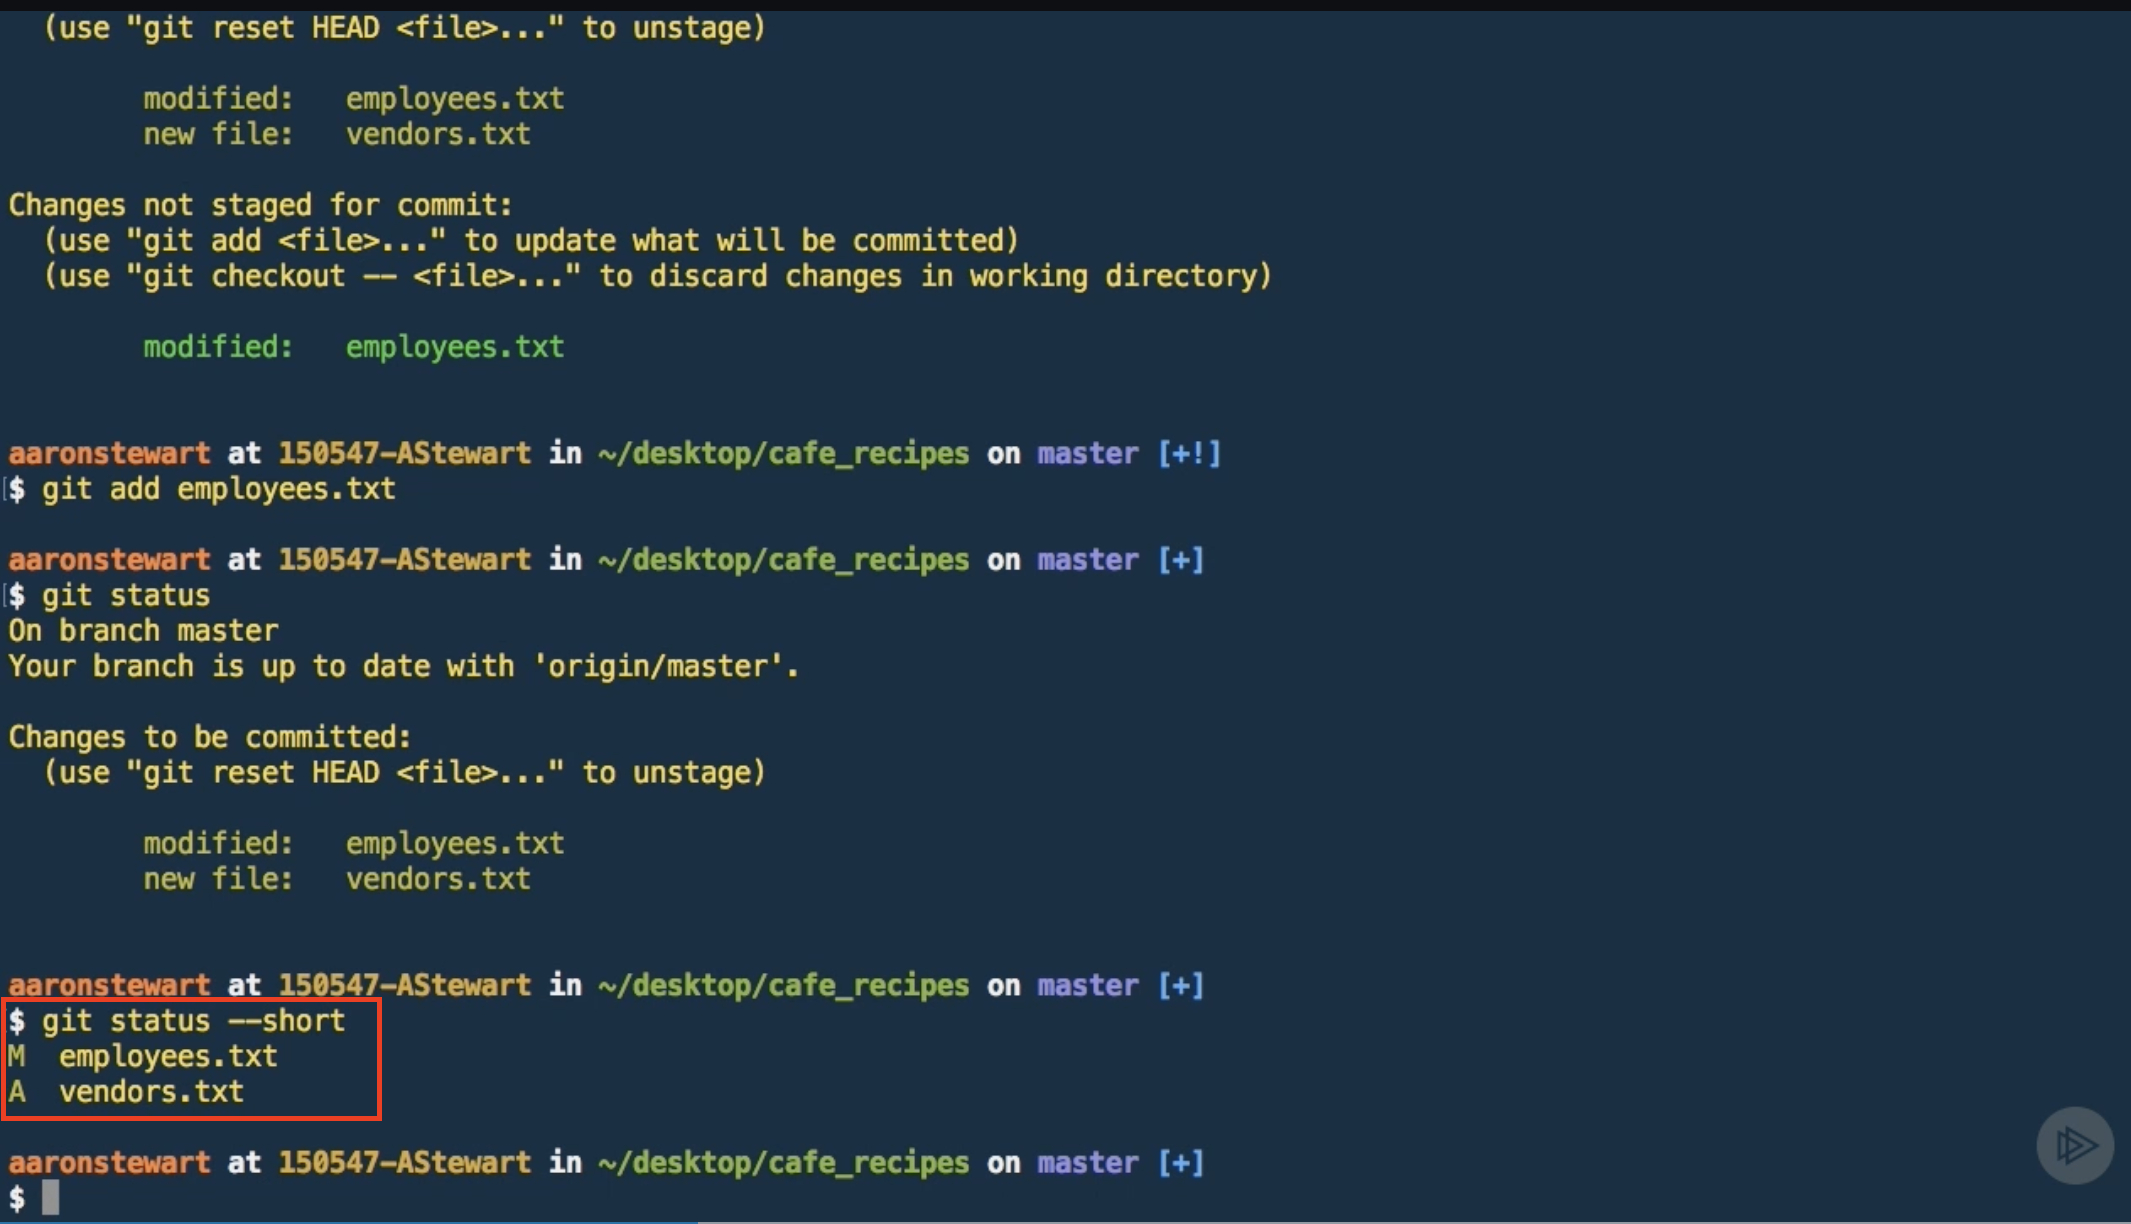 (use "git reset HEAD <file>..." to unstage)
modified:   employees.txt
new file:   vendors.txt
Changes not staged for commit:
(use "git add <file>..." to update what will be committed)
(use "git checkout -- <file>..." to discard changes in working directory)
modified:   employees.txt
aaronstewart at 150547-AStewart in ~/desktop/cafe_recipes on master [+!]
[$ git add employees.txt
aaronstewart at 150547-AStewart in ~/desktop/cafe_recipes on master [+]
[$ git status
On branch master
Your branch is up to date with 'origin/master'.
Changes to be committed:
(use "git reset HEAD <file>..." to unstage)
modified:   employees.txt
new file:   vendors.txt
aaronstewart at 150547-AStewart in ~/desktop/cafe_recipes on master [+]
$ git status --short
M  employees.txt
A  vendors.txt
aaronstewart at 150547-AStewart in ~/desktop/cafe_recipes on master [+]
$